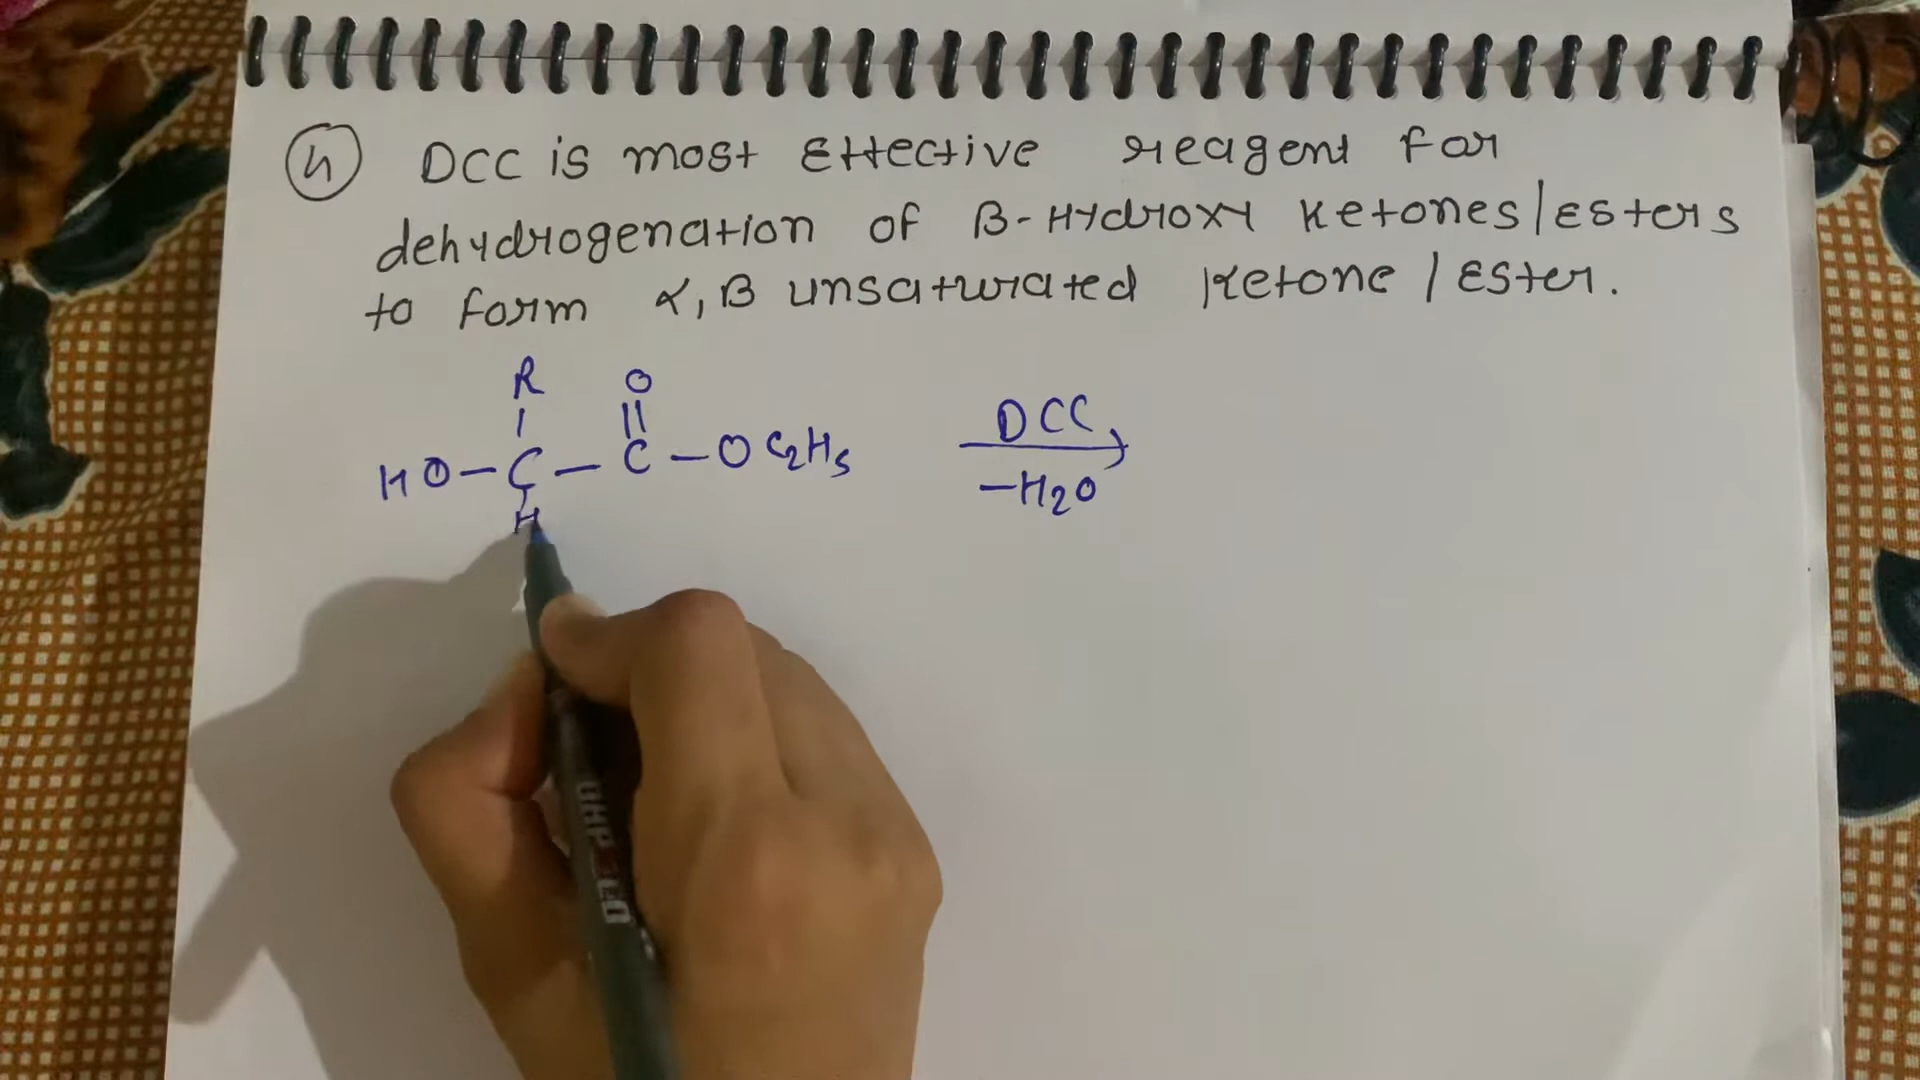 4 DCC is most Effective reagent for
dehydrogenation of β-Hydroxy Ketones/Esters
to form α, β unsaturated Ketone / Ester.
R O
HO-C-C-OC2H5 DCC
H -H2O